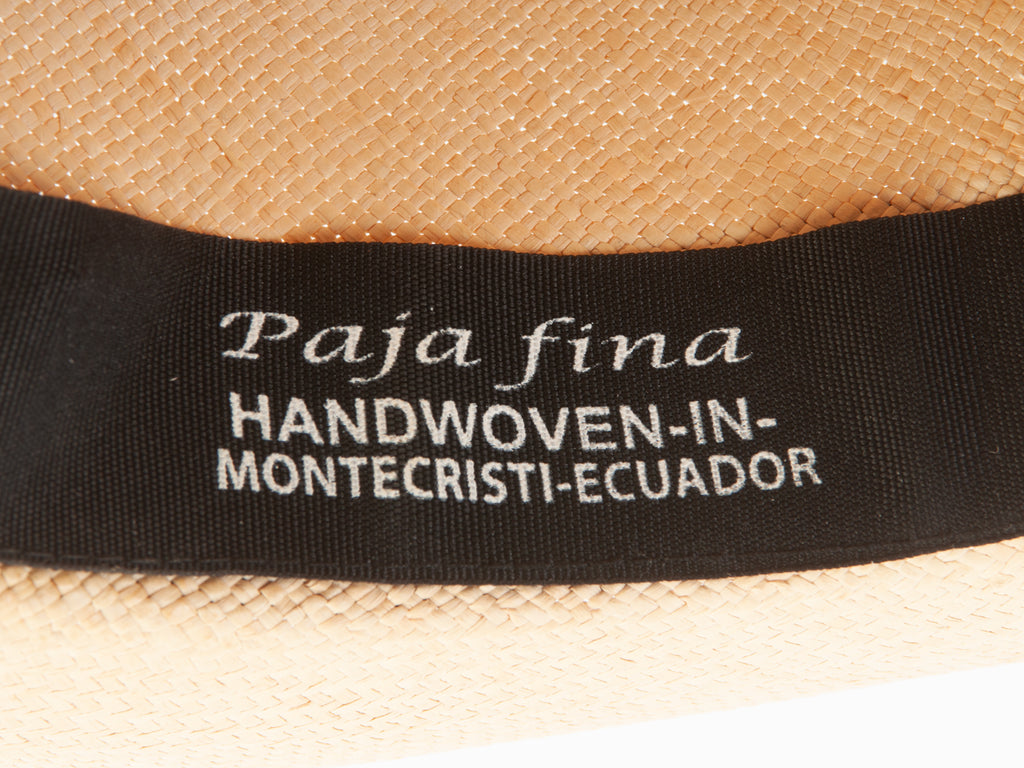 Paja fina
HANDWOVEN-IN-
MONTECRISTI-ECUADOR